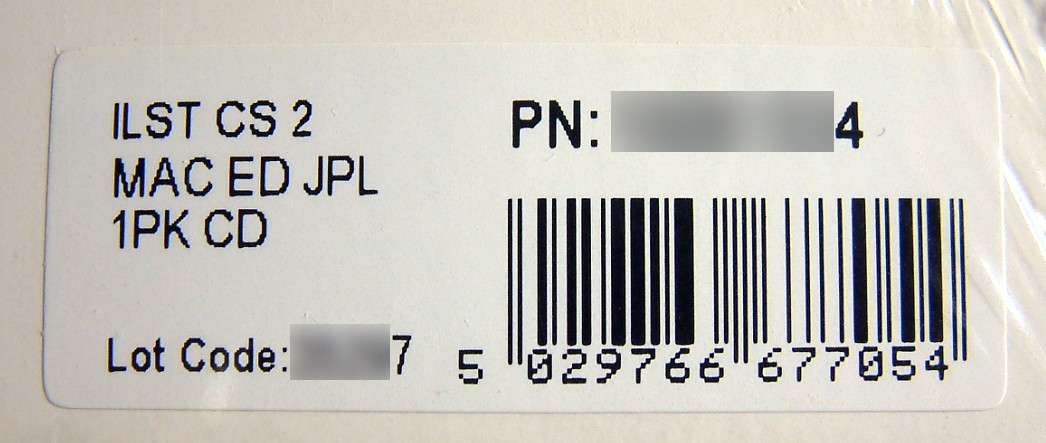 ILST CS 2
MAC ED JPL
1PK CD
PN: 4
Lot Code: 7
5 029766 677054